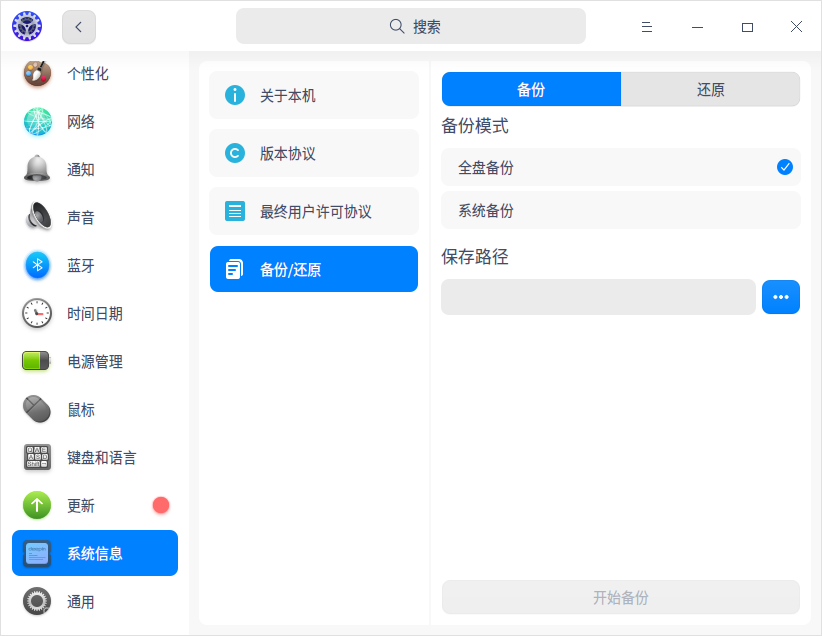 搜索
个性化
网络
通知
声音
蓝牙
时间日期
电源管理
鼠标
键盘和语言
更新
系统信息
通用
关于本机
版本协议
最终用户许可协议
备份/还原
备份
还原
备份模式
全盘备份
系统备份
保存路径
开始备份